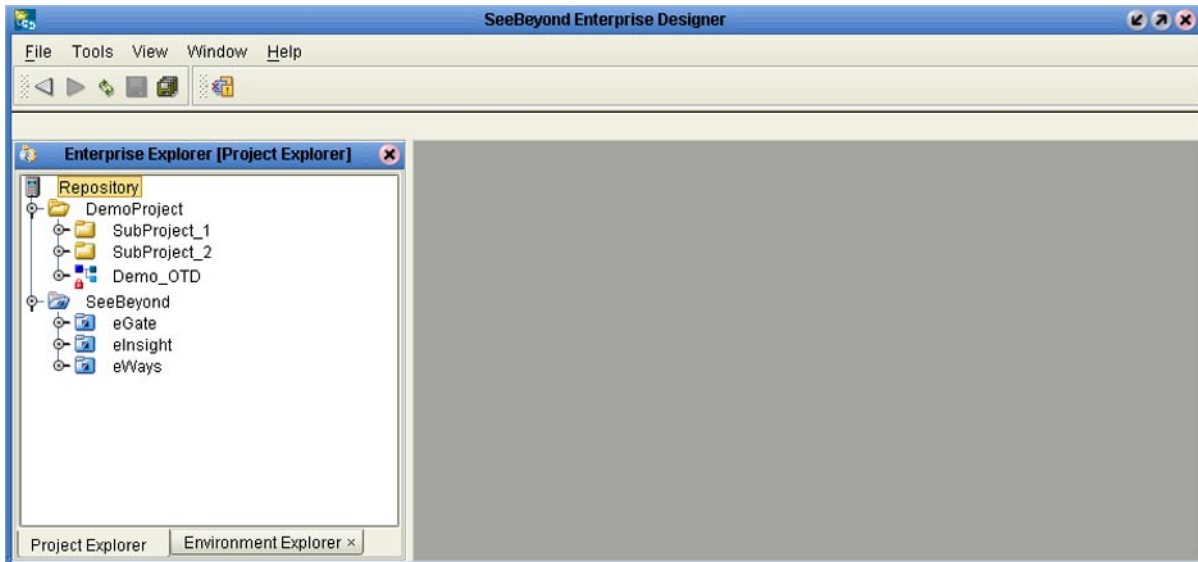 SeeBeyond Enterprise Designer
File Tools View Window Help
Enterprise Explorer [Project Explorer]
Repository
DemoProject
SubProject_1
SubProject_2
Demo_OTD
SeeBeyond
eGate
eInsight
eWays
Project Explorer Environment Explorer ×